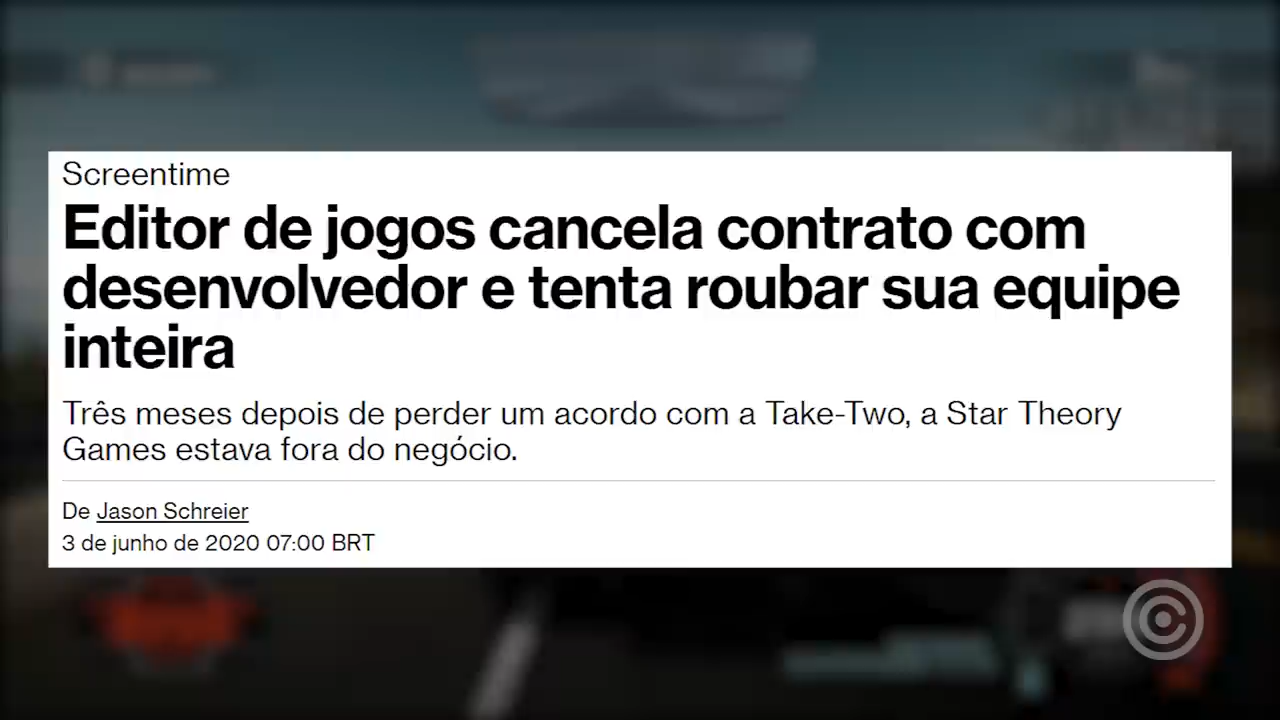 Screentime
Editor de jogos cancela contrato com
desenvolvedor e tenta roubar sua equipe
inteira
Três meses depois de perder um acordo com a Take-Two, a Star Theory
Games estava fora do negócio.
De Jason Schreier
3 de junho de 2020 07:00 BRT